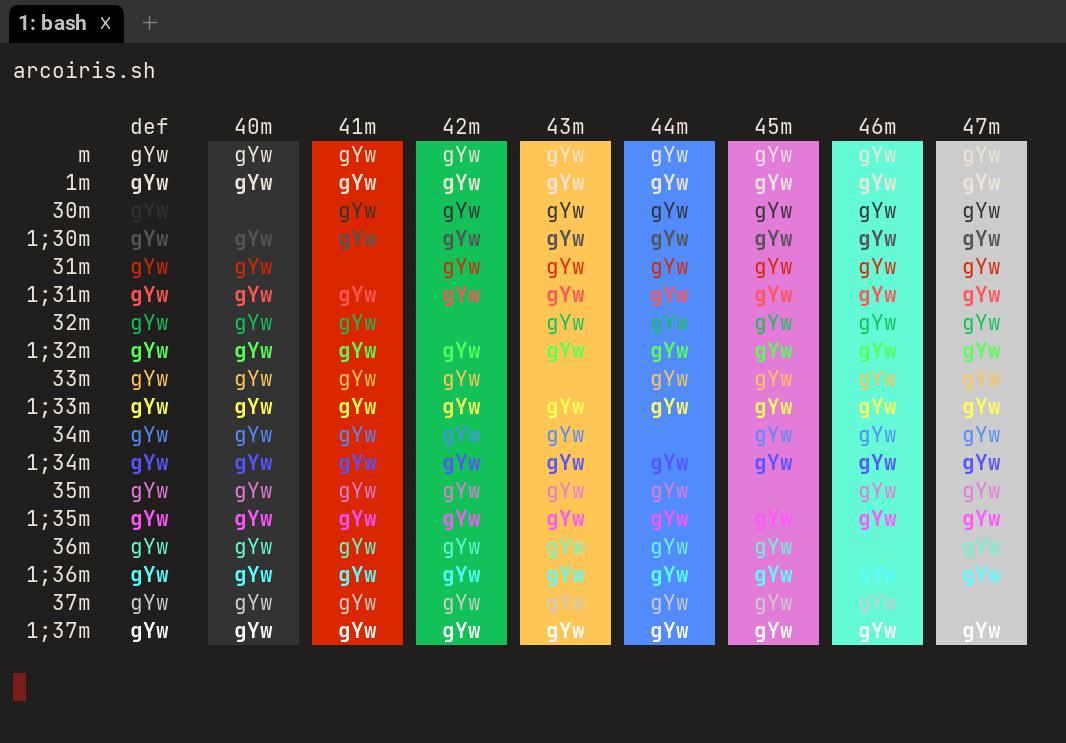 1: bash X +
arcoiris.sh
def 40m 41m 42m 43m 44m 45m 46m 47m
m gYw gYw gYw gYw gYw gYw gYw gYw gYw
1m gYw gYw gYw gYw gYw gYw gYw gYw gYw
30m gYw gYw gYw gYw gYw gYw gYw gYw
1;30m gYw gYw gYw gYw gYw gYw gYw gYw gYw
31m gYw gYw gYw gYw gYw gYw gYw gYw
1;31m gYw gYw gYw gYw gYw gYw gYw gYw gYw
32m gYw gYw gYw gYw gYw gYw gYw gYw
1;32m gYw gYw gYw gYw gYw gYw gYw gYw gYw
33m gYw gYw gYw gYw gYw gYw gYw gYw
1;33m gYw gYw gYw gYw gYw gYw gYw gYw gYw
34m gYw gYw gYw gYw gYw gYw gYw gYw
1;34m gYw gYw gYw gYw gYw gYw gYw gYw gYw
35m gYw gYw gYw gYw gYw gYw gYw gYw
1;35m gYw gYw gYw gYw gYw gYw gYw gYw gYw
36m gYw gYw gYw gYw gYw gYw gYw gYw
1;36m gYw gYw gYw gYw gYw gYw gYw gYw gYw
37m gYw gYw gYw gYw gYw gYw gYw gYw
1;37m gYw gYw gYw gYw gYw gYw gYw gYw gYw